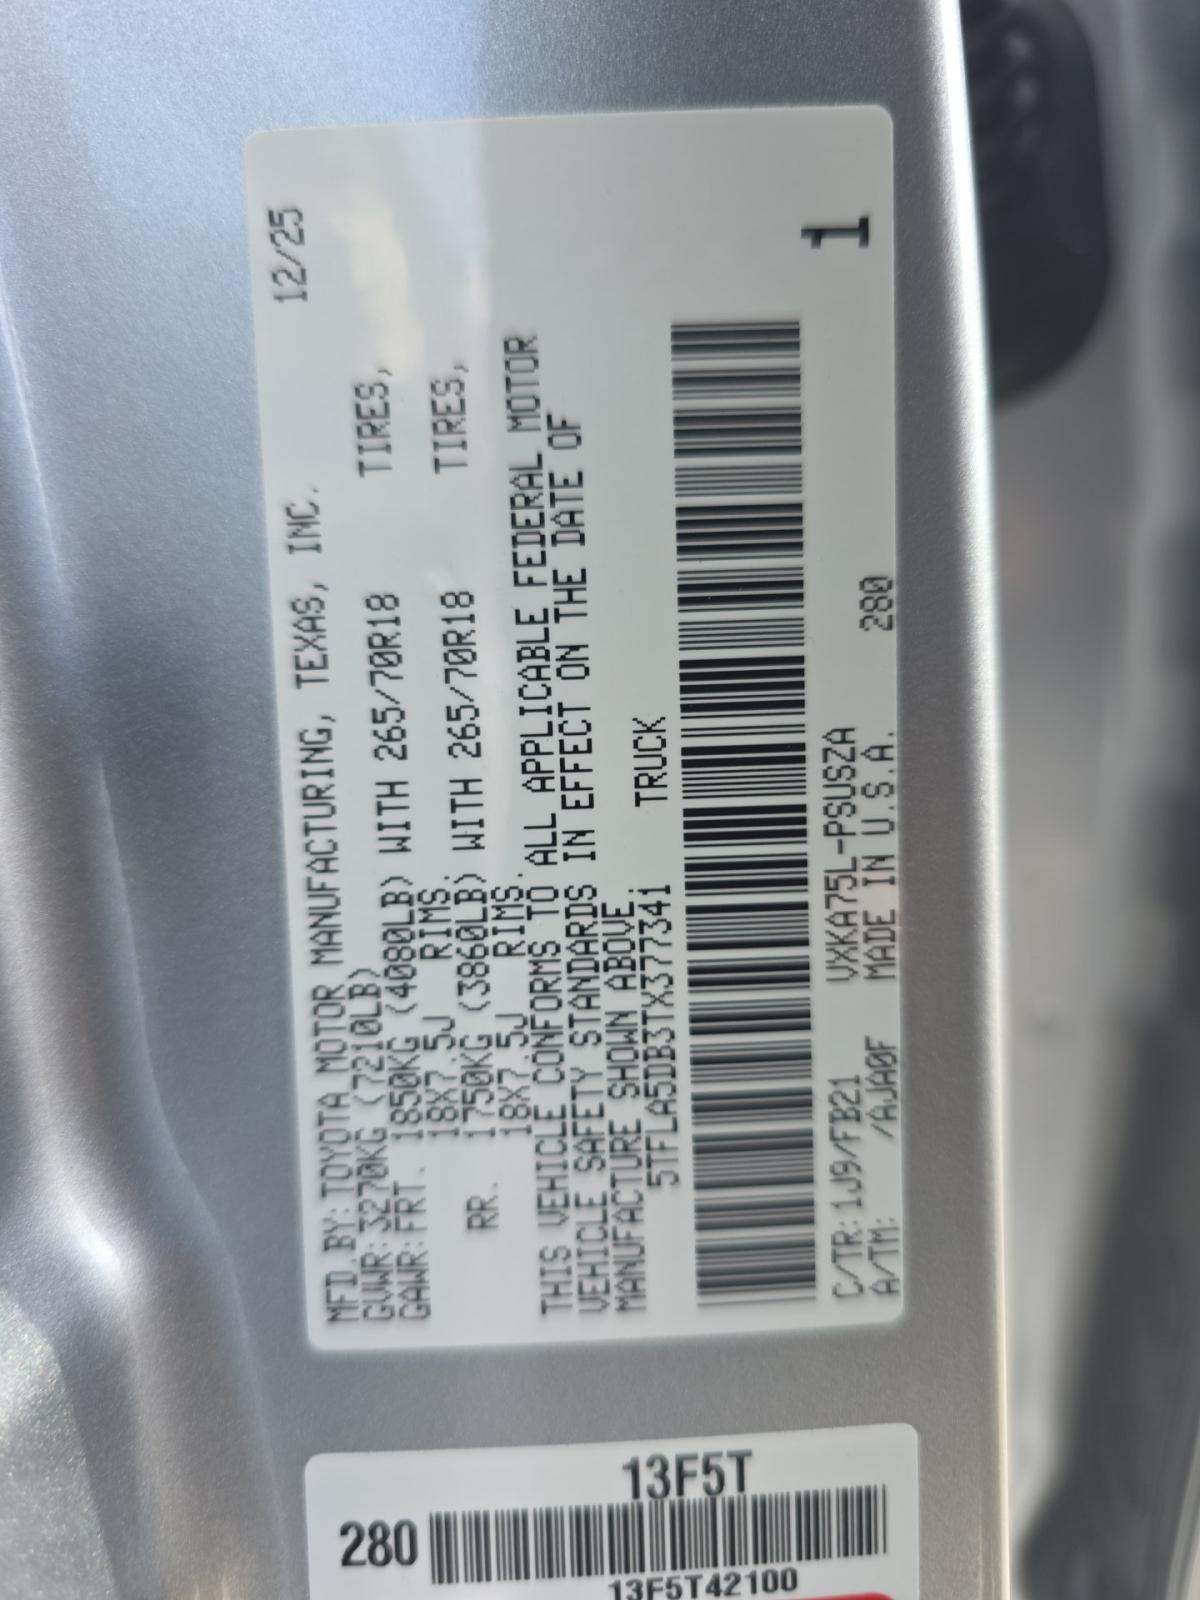 12/25
MFD.BY:TOYOTA MOTOR MANUFACTURING, TEXAS, INC.
GVWR:3270KG (7210LB)
GAWR:FRT. 1850KG (4080LB) WITH 265/70R18 TIRES,
18X7.5J RIMS.
RR. 1750KG (3860LB) WITH 265/70R18 TIRES,
18X7.5J RIMS.
THIS VEHICLE CONFORMS TO ALL APPLICABLE FEDERAL MOTOR
VEHICLE SAFETY STANDARDS IN EFFECT ON THE DATE OF
MANUFACTURE SHOWN ABOVE.
5TFLA5DB3TX377341 TRUCK
1
C/TR:1J9/FB21 VXKA75L-PSUSZA
A/TM: /AJA0F MADE IN U.S.A. 280
13F5T
280
13F5T42100